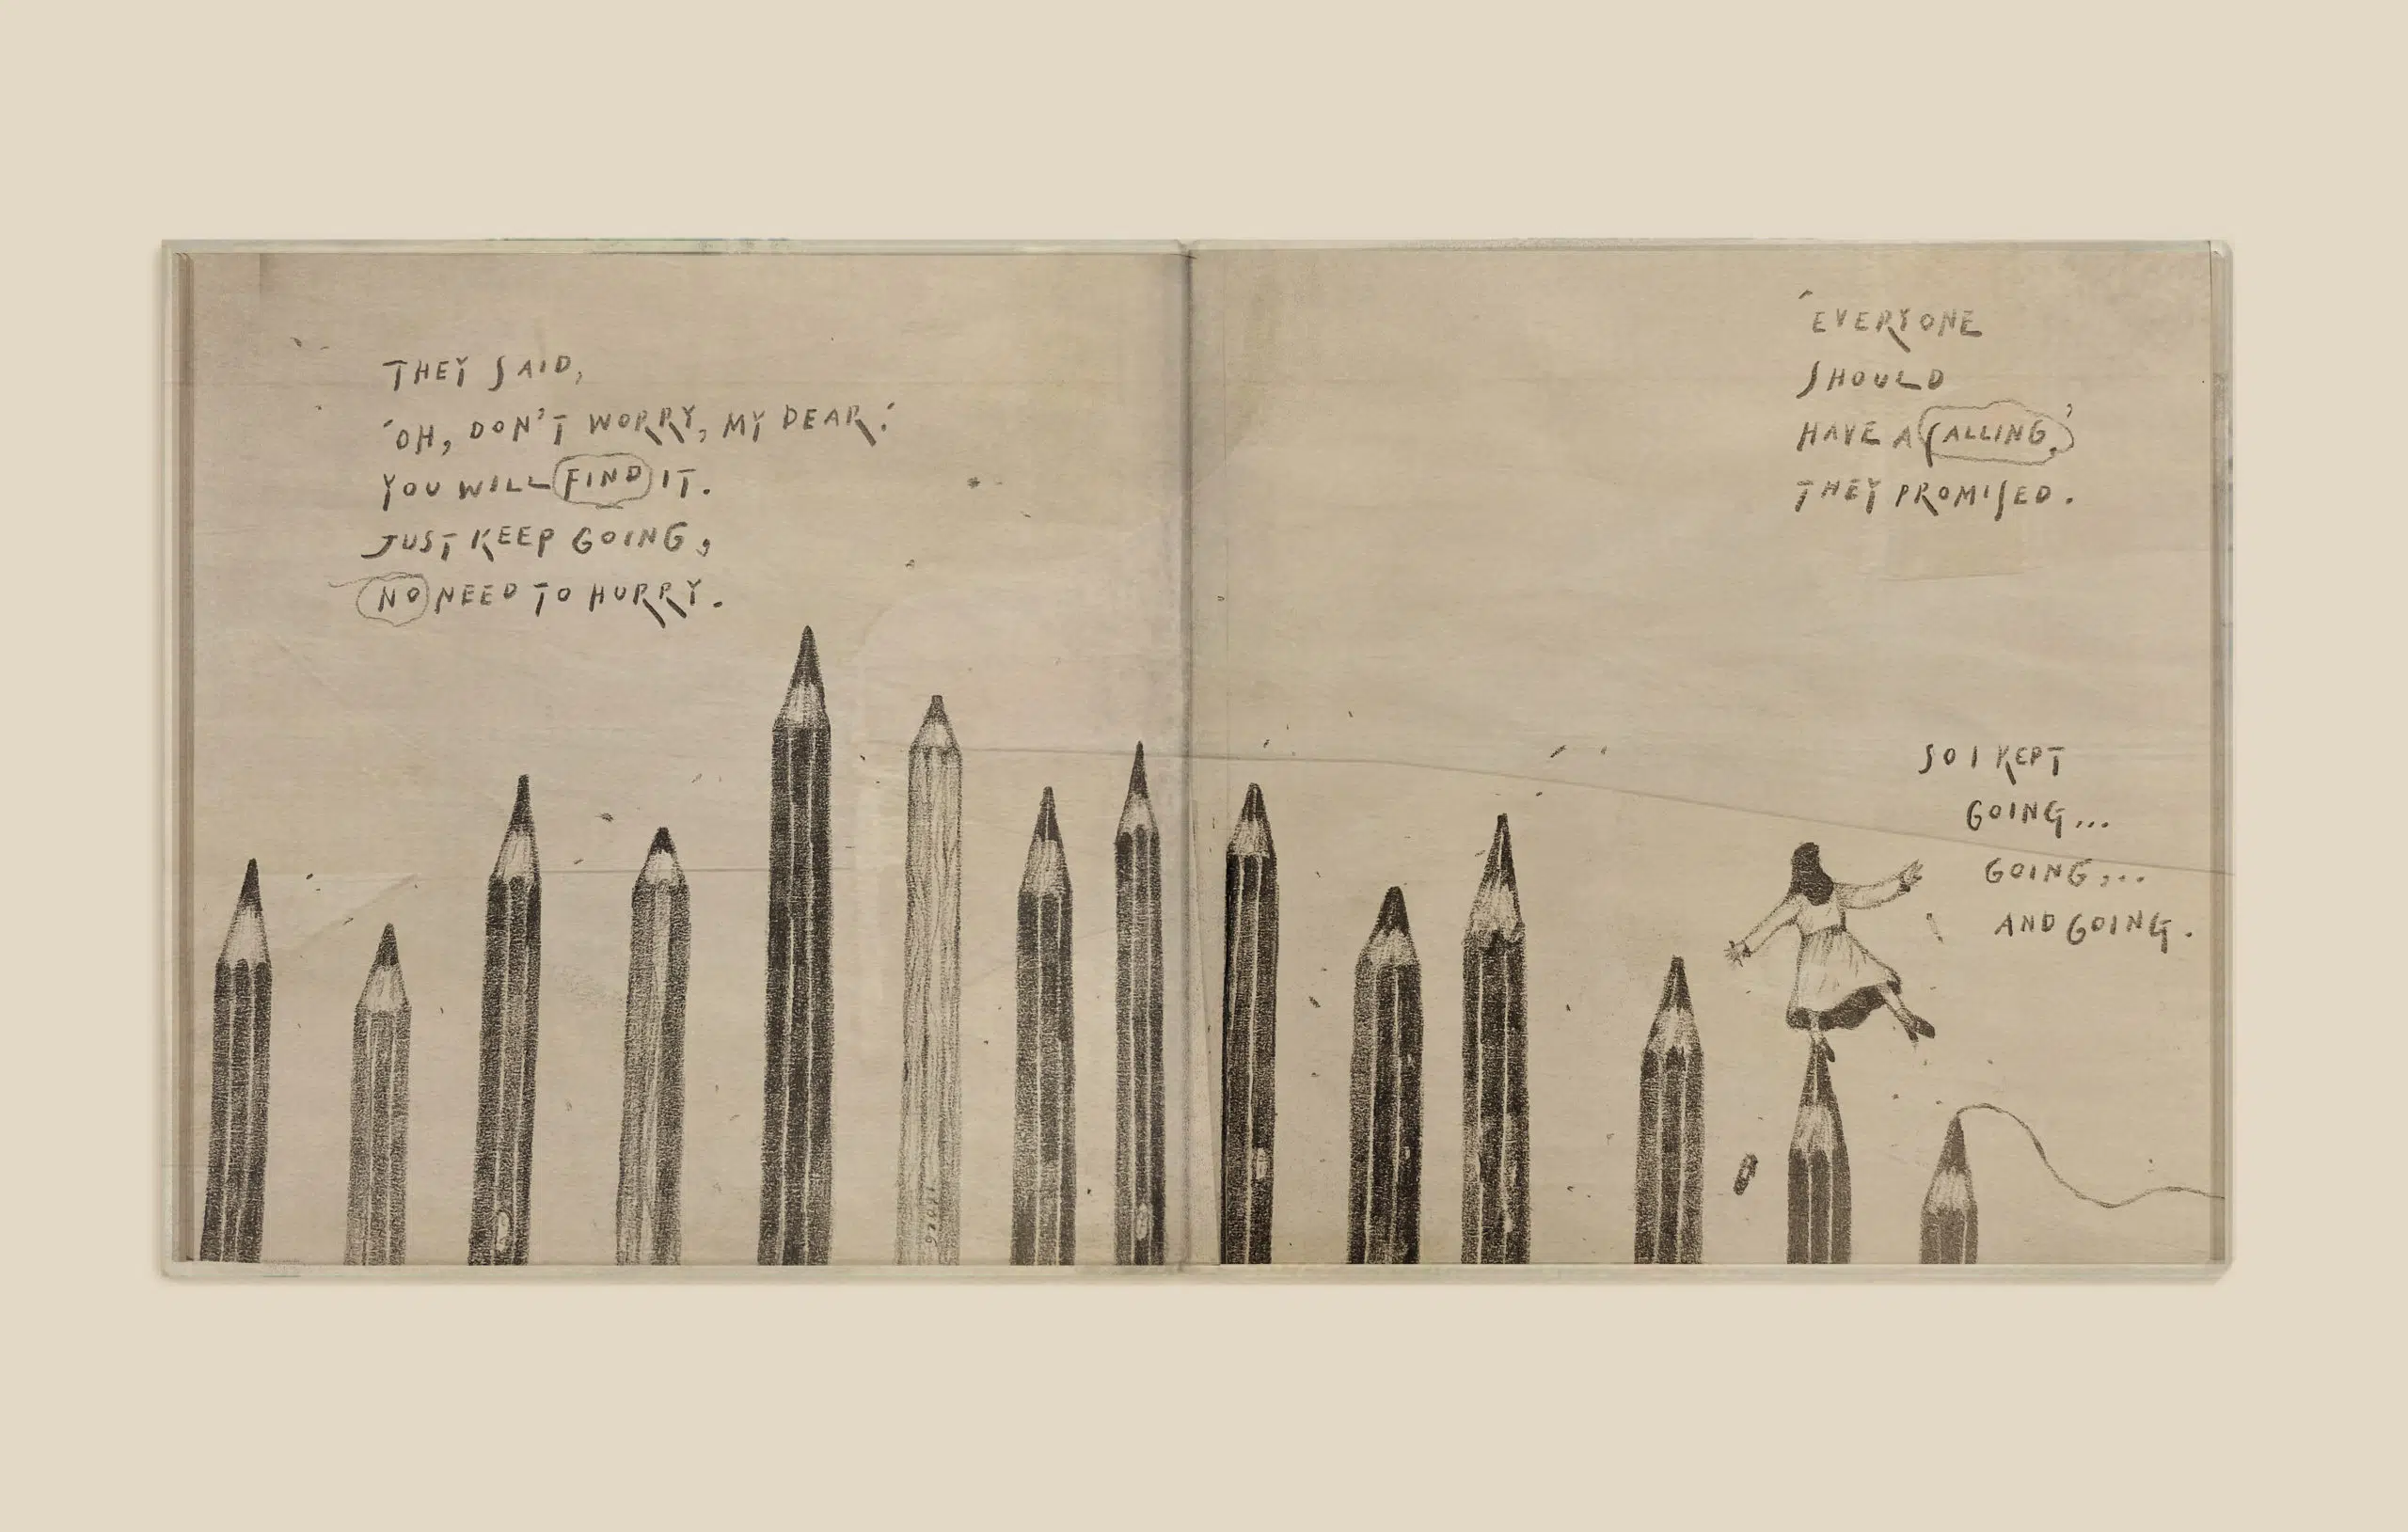 THEY SAID,
'OH, DON'T WORRY, MY DEAR.'
YOU WILL FIND IT.
JUST KEEP GOING,
NO NEED TO HURRY.
'EVERYONE
SHOULD
HAVE A CALLING,'
THEY PROMISED.
SO I KEPT
GOING...
GOING,...
AND GOING.